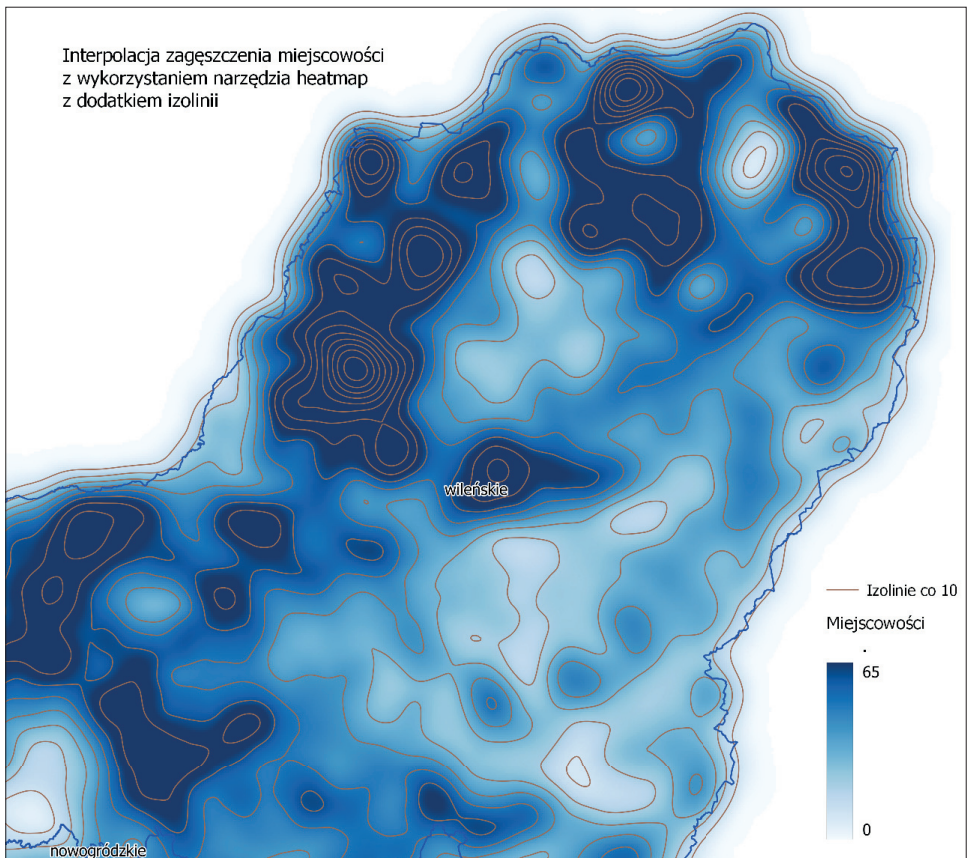 Interpolacja zagęszczenia miejscowości
z wykorzystaniem narzędzia heatmap
z dodatkiem izolinii
wileńskie
Izolinie co 10
Miejscowości
.
65
0
nowogródzkie